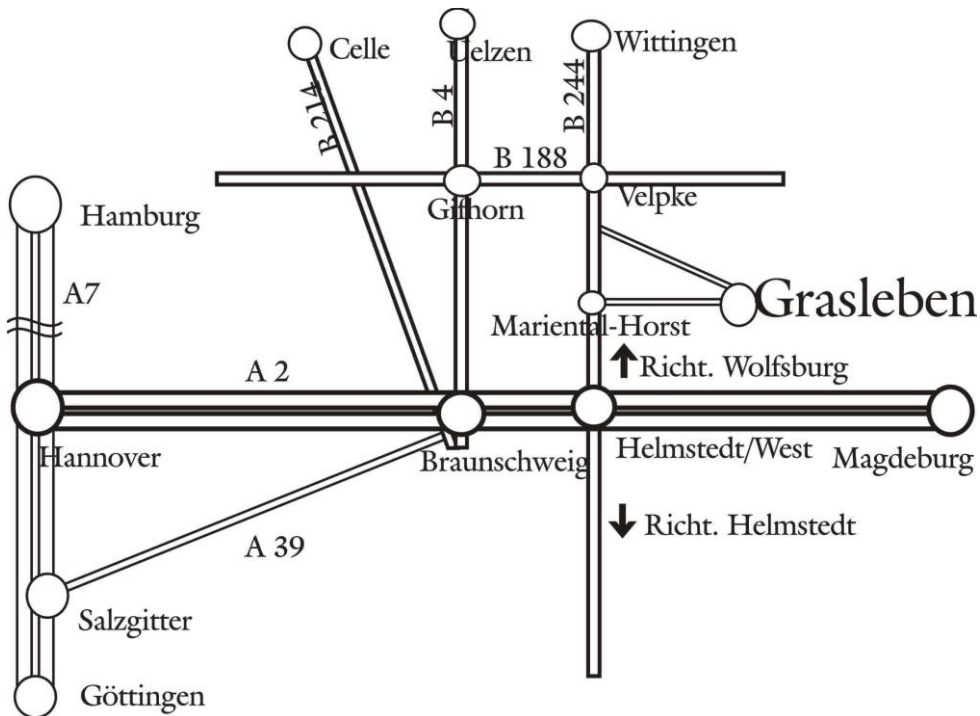 Celle
Uelzen
Wittingen
B 214
B 4
B 244
B 188
Gifhorn
Velpke
Hamburg
A7
Grasleben
Mariental-Horst
Richt. Wolfsburg
A 2
Hannover
Braunschweig
Helmstedt/West
Magdeburg
Richt. Helmstedt
A 39
Salzgitter
Göttingen